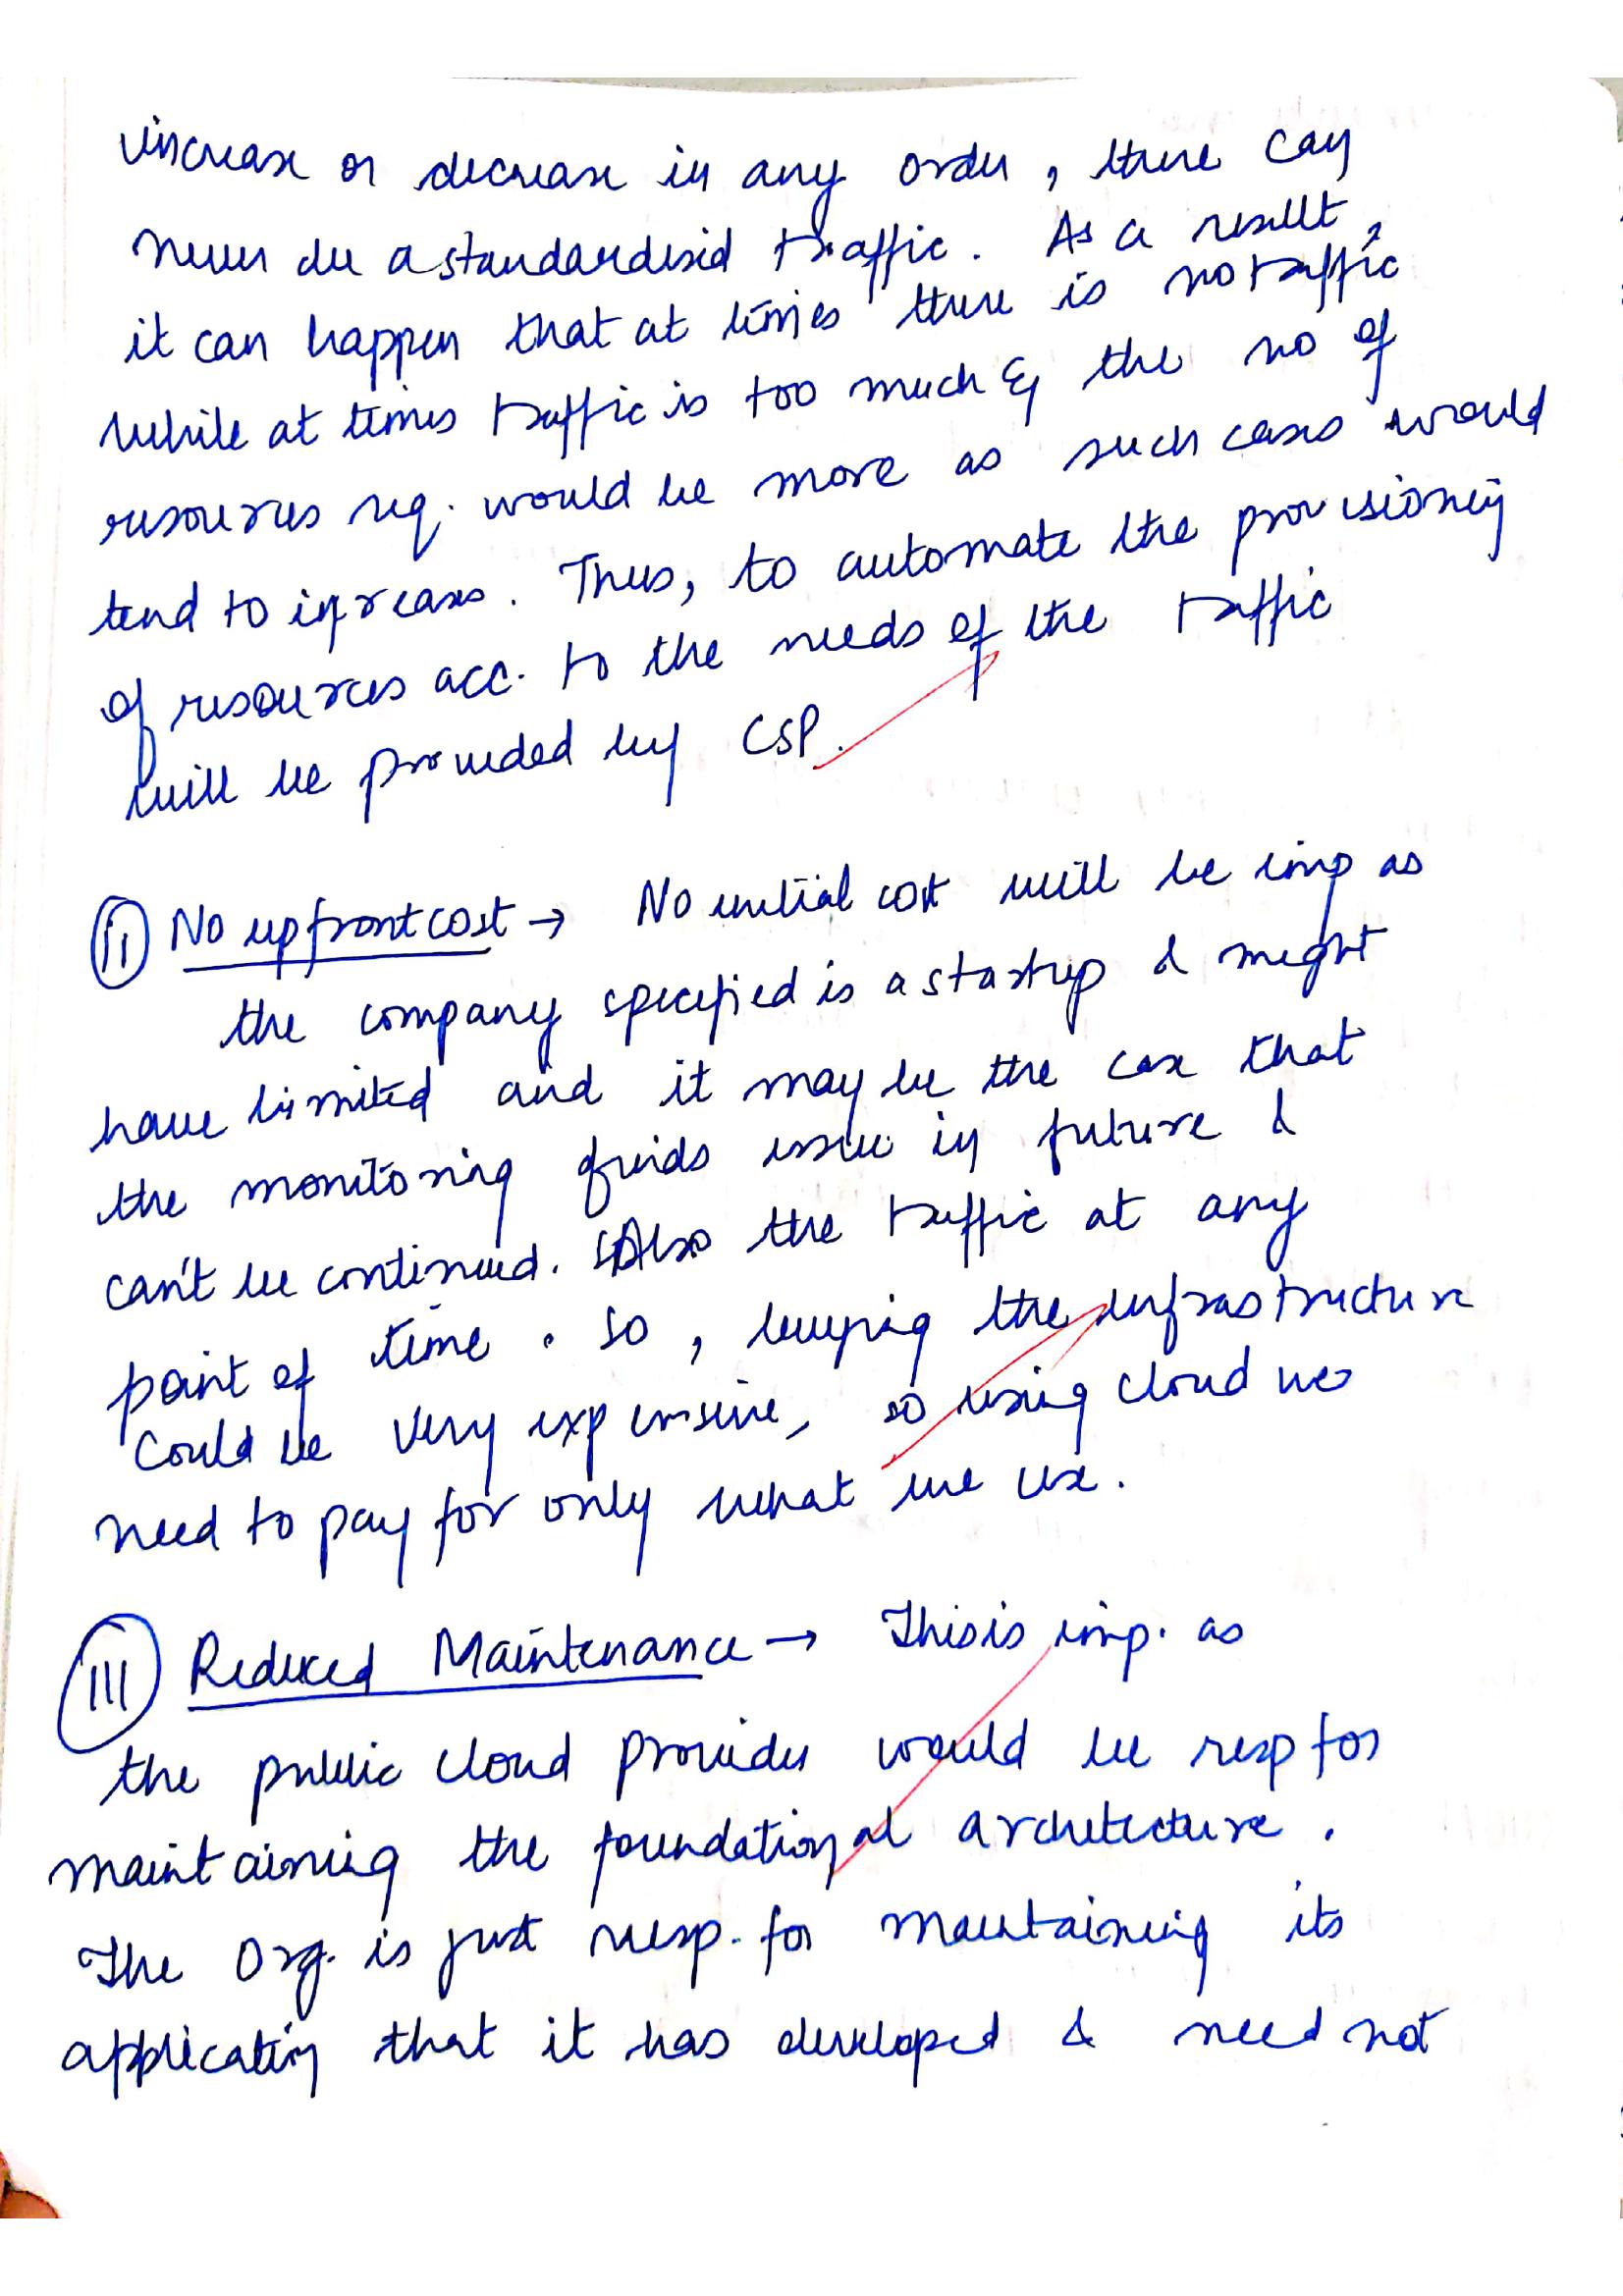 increase or decrease in any order, there can
never be a standardised traffic. As a result,
it can happen that at times there is no traffic
while at times traffic is too much & the no of
resources req. would be more as such cases would
tend to increase. Thus, to automate the provisioning
of resources acc. to the needs of the traffic
will be provided by CSP.
II No upfront cost → No initial cost will be imp as
the company specified is a startup & might
have limited and it may be the case that
the monitoring funds issue in future &
can't be continued. Also the traffic at any
point of time. So, buying the infrastructure
could be very expensive, so using cloud we
need to pay for only what we use.
III Reduced Maintenance → This is imp. as
the public cloud provider would be resp for
maintaining the foundational architecture.
The Org. is just resp. for maintaining its
application that it has developed & need not